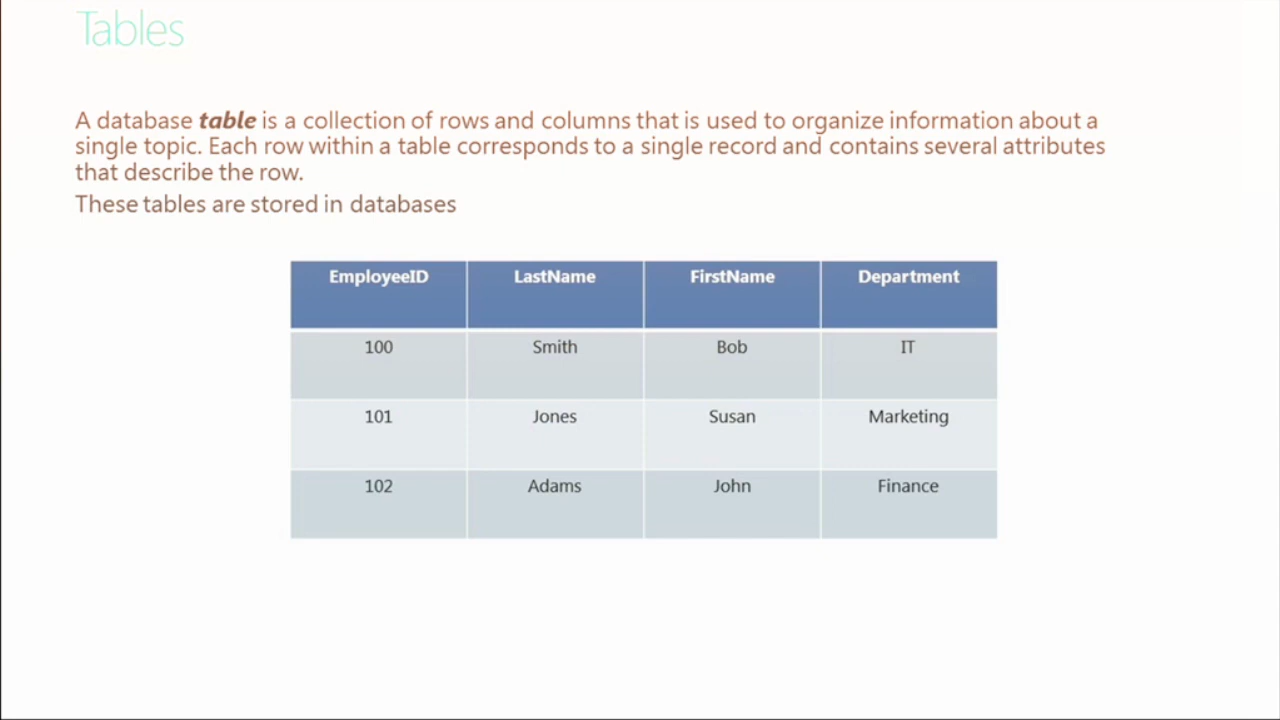 Tables
A database table is a collection of rows and columns that is used to organize information about a
single topic. Each row within a table corresponds to a single record and contains several attributes
that describe the row.
These tables are stored in databases
EmployeeID LastName FirstName Department
100 Smith Bob IT
101 Jones Susan Marketing
102 Adams John Finance